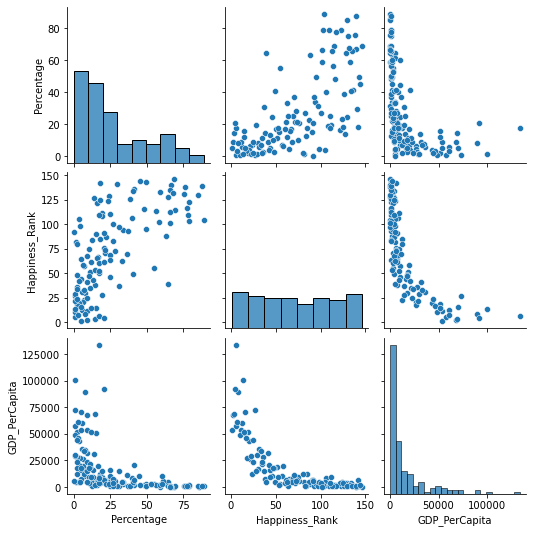 80
60
40
20
0
Percentage
150
125
100
75
50
25
0
Happiness_Rank
125000
100000
75000
50000
25000
0
GDP_PerCapita
0 25 50 75
Percentage
0 50 100 150
Happiness_Rank
0 50000 100000
GDP_PerCapita